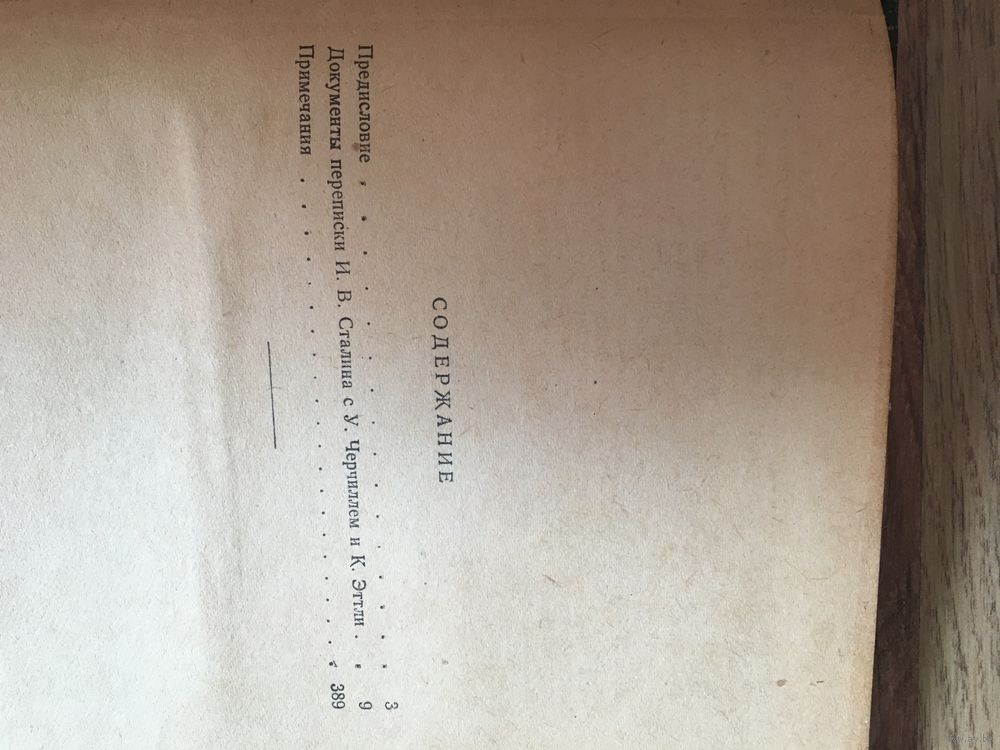 СОДЕРЖАНИЕ
Предисловие . . . . . . . . . . . . . . . . . . 3
Документы переписки И. В. Сталина с У. Черчиллем и К. Эттли . . 9
Примечания . . . . . . . . . . . . . . . . . . . 389